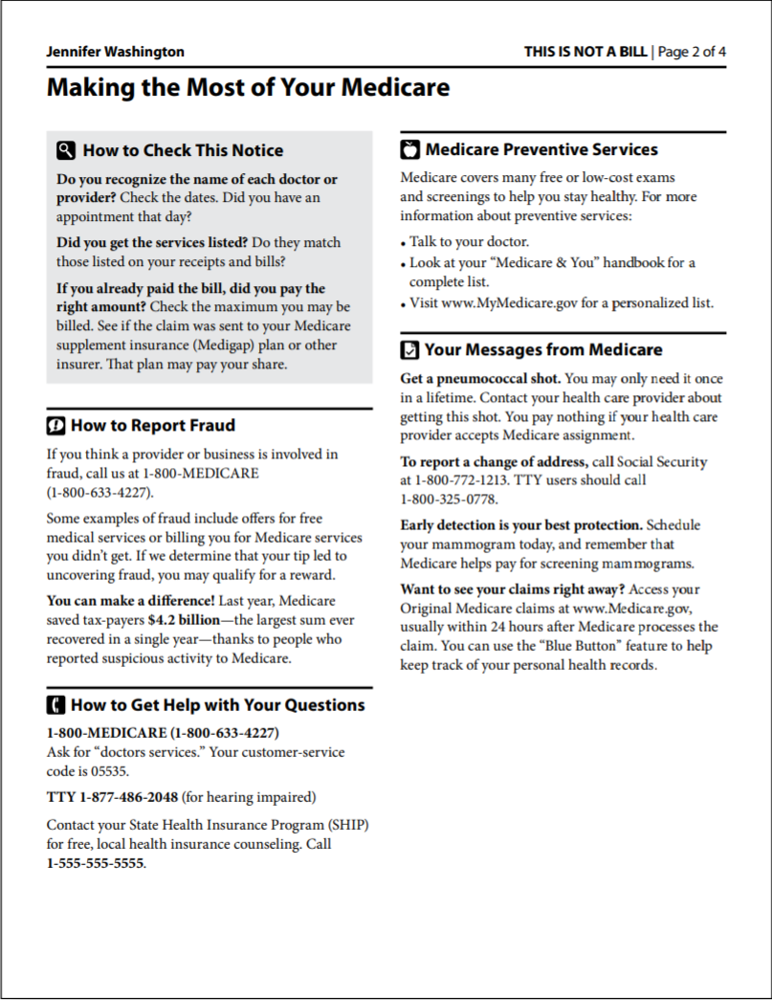 Jennifer Washington
THIS IS NOT A BILL | Page 2 of 4
Making the Most of Your Medicare
How to Check This Notice
Do you recognize the name of each doctor or
provider? Check the dates. Did you have an
appointment that day?
Did you get the services listed? Do they match
those listed on your receipts and bills?
If you already paid the bill, did you pay the
right amount? Check the maximum you may be
billed. See if the claim was sent to your Medicare
supplement insurance (Medigap) plan or other
insurer. That plan may pay your share.
How to Report Fraud
If you think a provider or business is involved in
fraud, call us at 1-800-MEDICARE
(1-800-633-4227).
Some examples of fraud include offers for free
medical services or billing you for Medicare services
you didn't get. If we determine that your tip led to
uncovering fraud, you may qualify for a reward.
You can make a difference! Last year, Medicare
saved tax-payers $4.2 billion—the largest sum ever
recovered in a single year—thanks to people who
reported suspicious activity to Medicare.
How to Get Help with Your Questions
1-800-MEDICARE (1-800-633-4227)
Ask for “doctors services.” Your customer-service
code is 05535.
TTY 1-877-486-2048 (for hearing impaired)
Contact your State Health Insurance Program (SHIP)
for free, local health insurance counseling. Call
1-555-555-5555.
Medicare Preventive Services
Medicare covers many free or low-cost exams
and screenings to help you stay healthy. For more
information about preventive services:
• Talk to your doctor.
• Look at your “Medicare & You” handbook for a
complete list.
• Visit www.MyMedicare.gov for a personalized list.
Your Messages from Medicare
Get a pneumococcal shot. You may only need it once
in a lifetime. Contact your health care provider about
getting this shot. You pay nothing if your health care
provider accepts Medicare assignment.
To report a change of address, call Social Security
at 1-800-772-1213. TTY users should call
1-800-325-0778.
Early detection is your best protection. Schedule
your mammogram today, and remember that
Medicare helps pay for screening mammograms.
Want to see your claims right away? Access your
Original Medicare claims at www.Medicare.gov,
usually within 24 hours after Medicare processes the
claim. You can use the “Blue Button” feature to help
keep track of your personal health records.